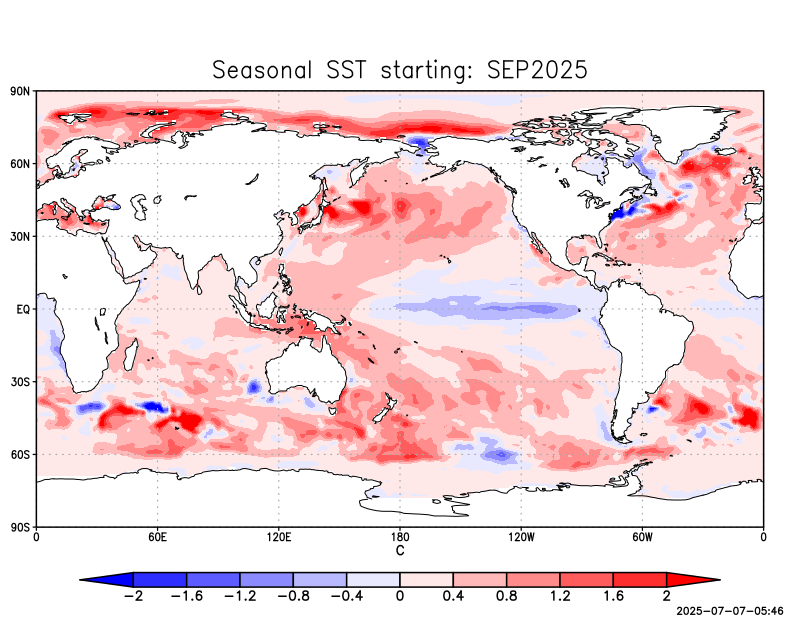 Seasonal SST starting: SEP2025
90N
60N
30N
EQ
30S
60S
90S
0 60E 120E 180 120W 60W 0
C
-2 -1.6 -1.2 -0.8 -0.4 0 0.4 0.8 1.2 1.6 2
2025-07-07-05:46